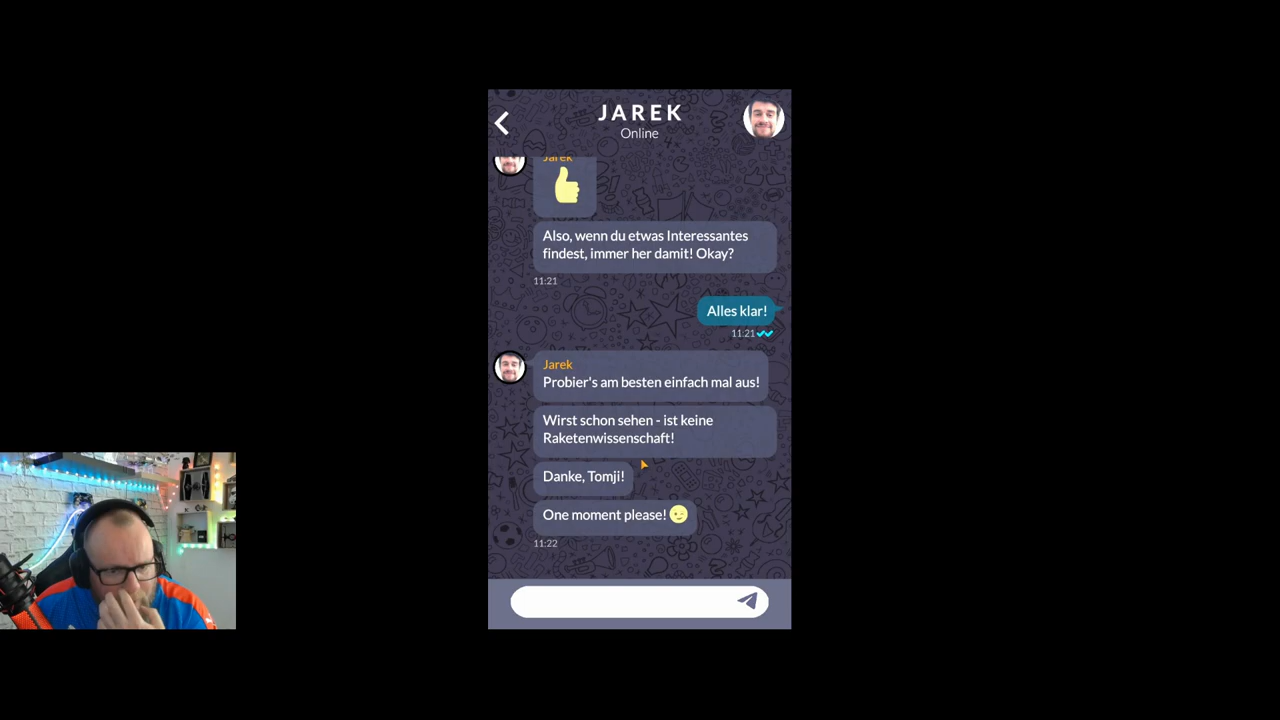 JAREK
Online
Jarek
Also, wenn du etwas Interessantes
findest, immer her damit! Okay?
11:21
Alles klar!
11:21
Jarek
Probier's am besten einfach mal aus!
Wirst schon sehen - ist keine
Raketenwissenschaft!
Danke, Tomji!
One moment please! 😉
11:22